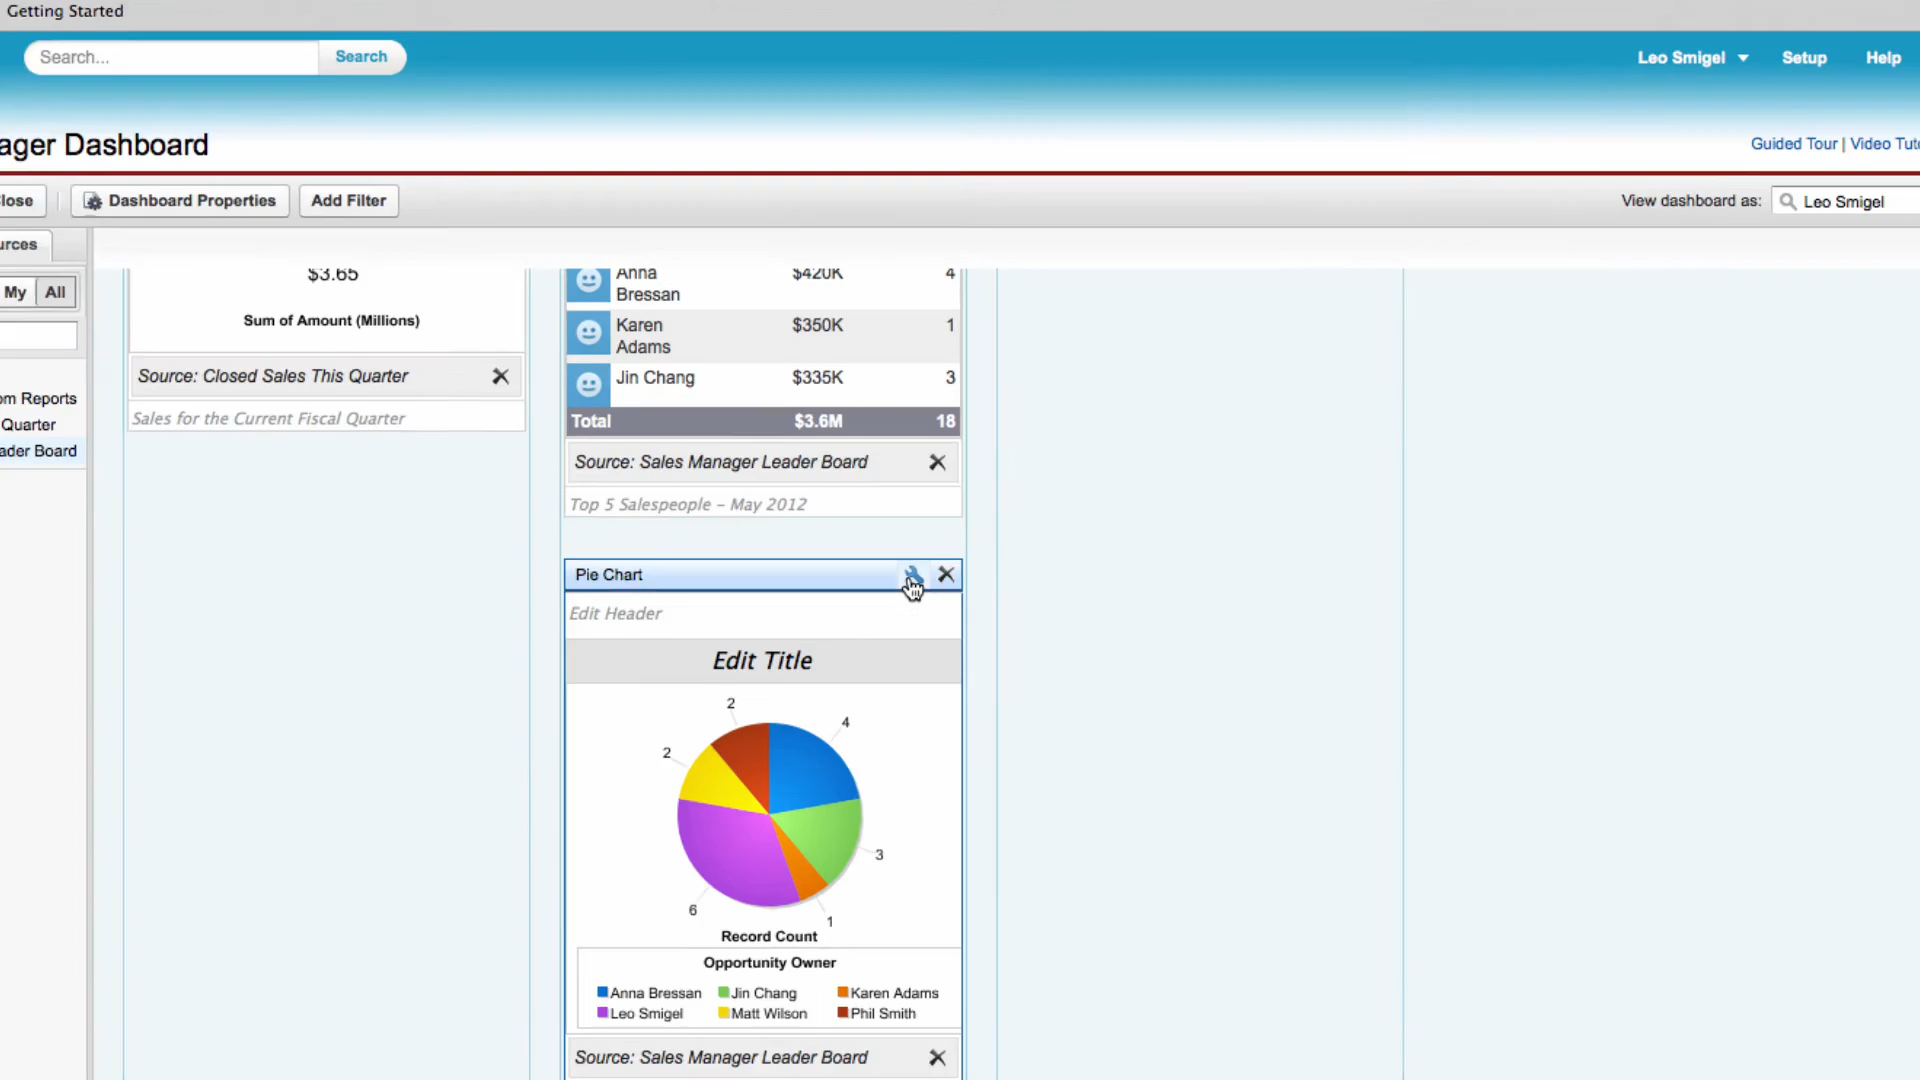 Getting Started
Search...
Search
Leo Smigel
Setup
Help
ager Dashboard
Guided Tour | Video Tuto
lose
Dashboard Properties
Add Filter
View dashboard as:
Leo Smigel
urces
My
All
om Reports
Quarter
ader Board
$3.65
Sum of Amount (Millions)
Source: Closed Sales This Quarter
Sales for the Current Fiscal Quarter
Anna $420K 4
Bressan
Karen $350K 1
Adams
Jin Chang $335K 3
Total $3.6M 18
Source: Sales Manager Leader Board
Top 5 Salespeople – May 2012
Pie Chart
Edit Header
Edit Title
2
4
2
3
6
1
Record Count
Opportunity Owner
Anna Bressan Jin Chang Karen Adams
Leo Smigel Matt Wilson Phil Smith
Source: Sales Manager Leader Board